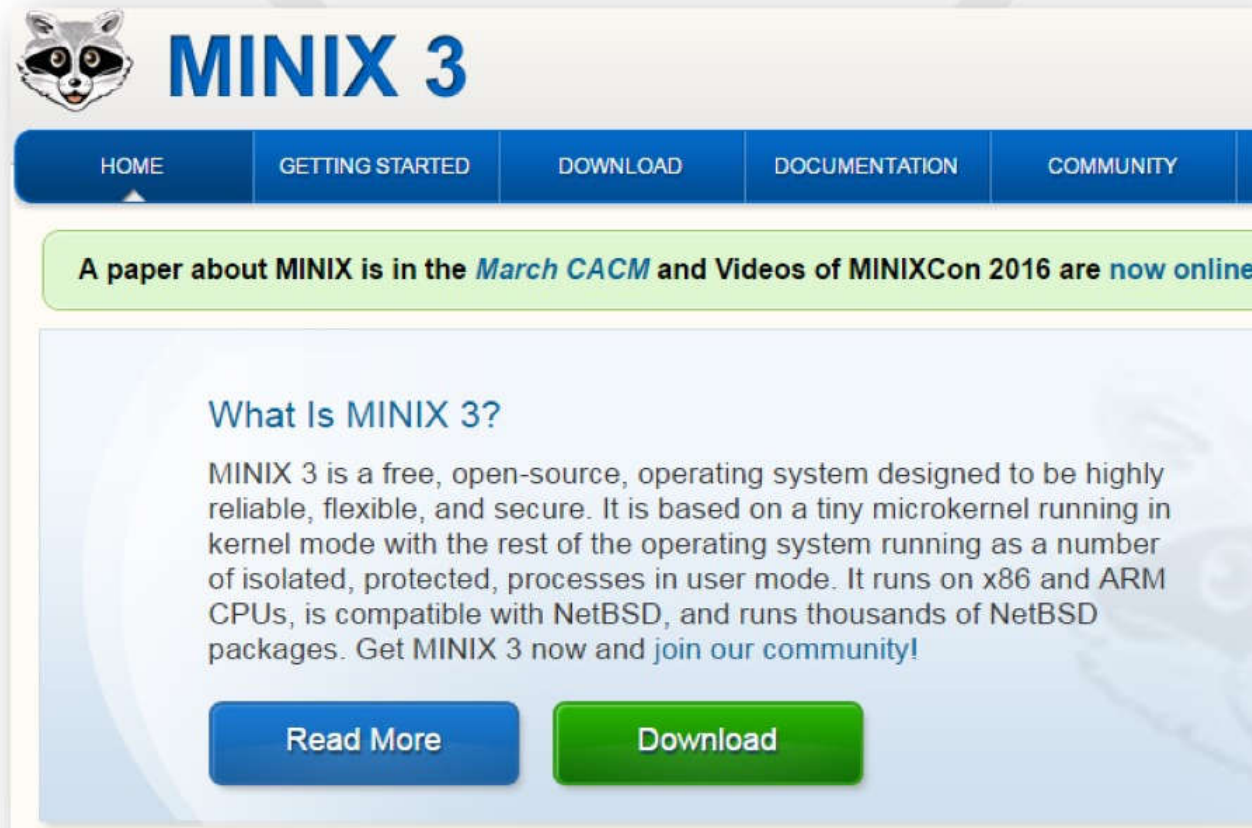 MINIX 3
HOME GETTING STARTED DOWNLOAD DOCUMENTATION COMMUNITY
A paper about MINIX is in the March CACM and Videos of MINIXCon 2016 are now online
What Is MINIX 3?
MINIX 3 is a free, open-source, operating system designed to be highly
reliable, flexible, and secure. It is based on a tiny microkernel running in
kernel mode with the rest of the operating system running as a number
of isolated, protected, processes in user mode. It runs on x86 and ARM
CPUs, is compatible with NetBSD, and runs thousands of NetBSD
packages. Get MINIX 3 now and join our community!
Read More Download